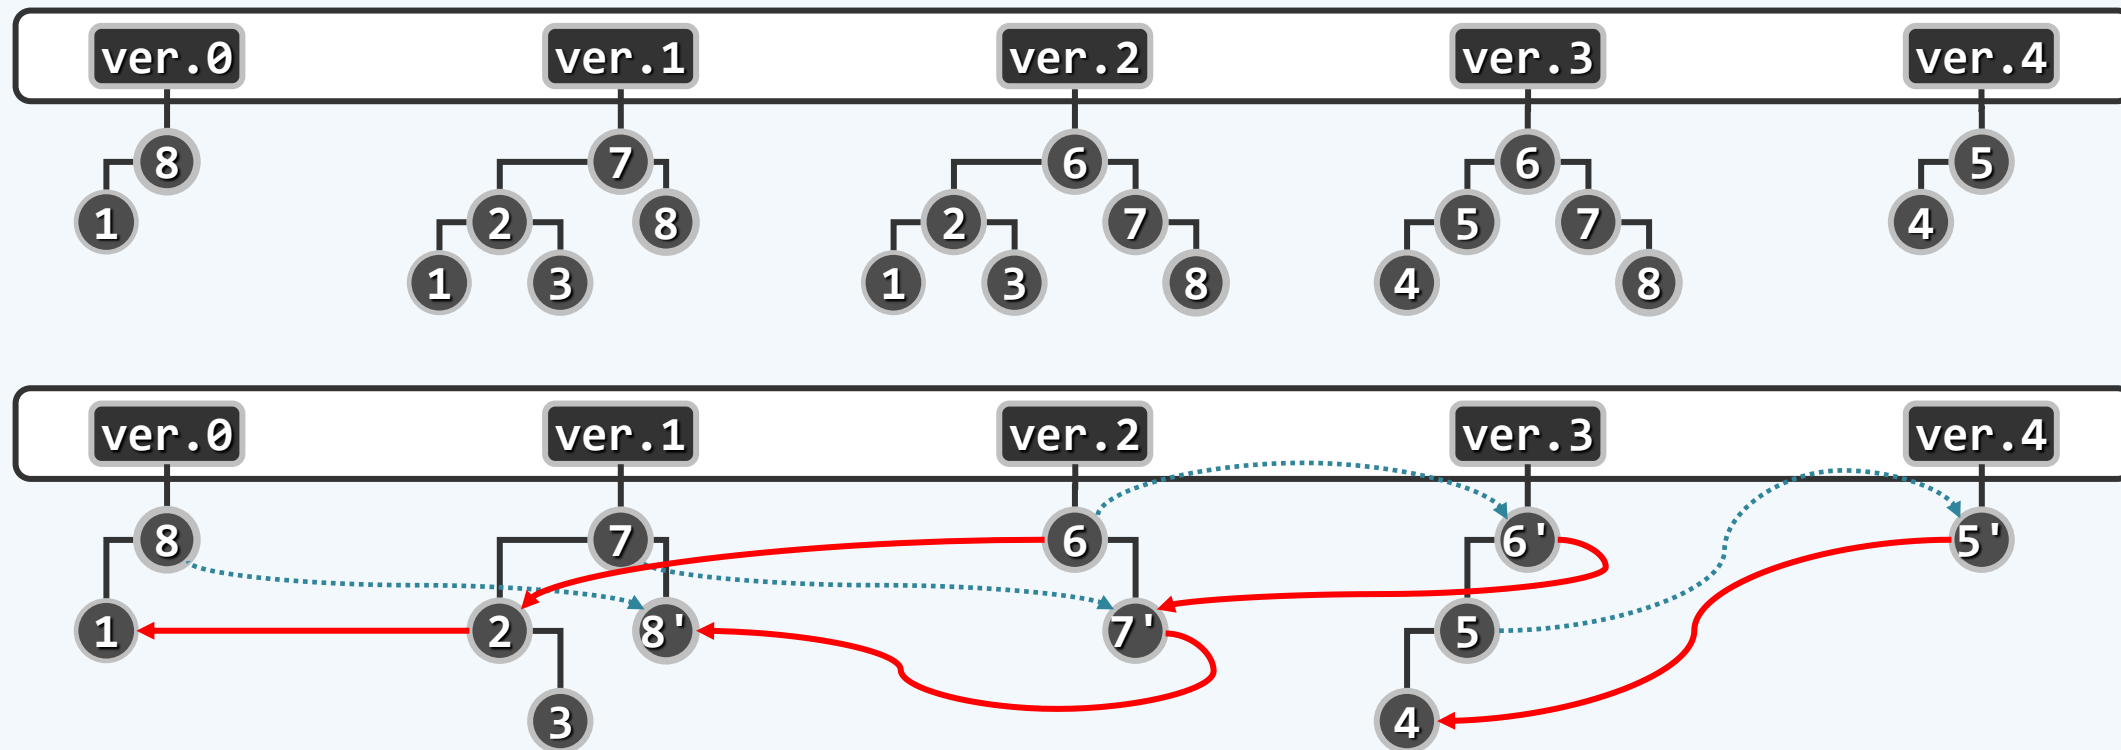 ver.0 ver.1 ver.2 ver.3 ver.4
8 7 6 6 5
1 2 8 2 7 5 7 4
1 3 1 3 8 4 8
ver.0 ver.1 ver.2 ver.3 ver.4
8 7 6 6' 5'
1 2 8' 7' 5
3 4